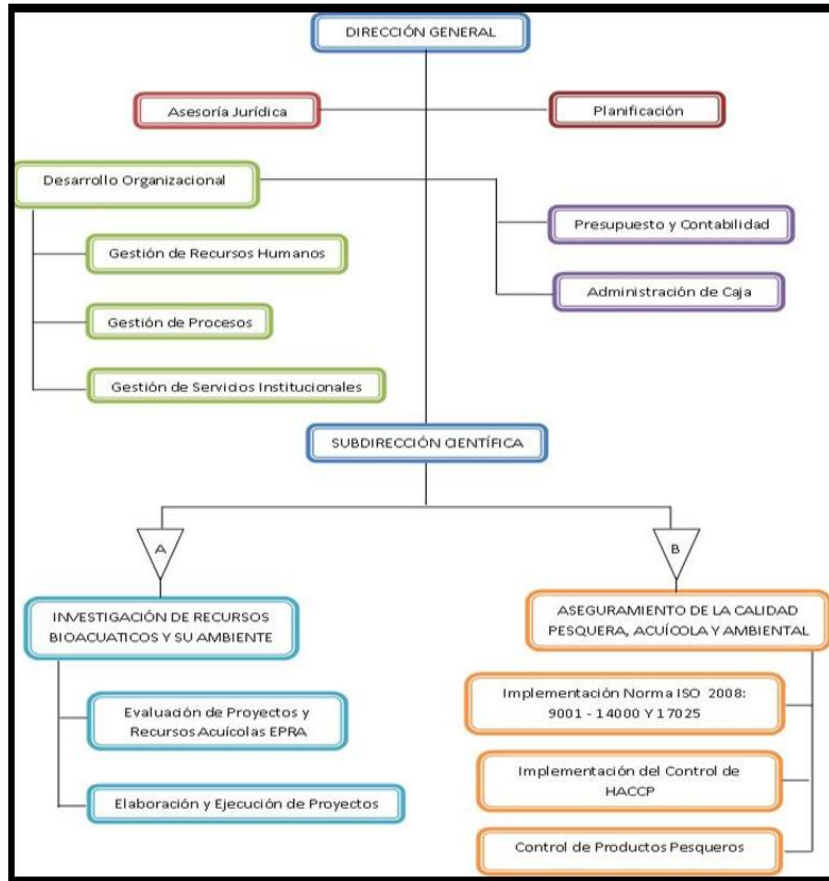 DIRECCIÓN GENERAL
Asesoría Jurídica
Planificación
Desarrollo Organizacional
Presupuesto y Contabilidad
Gestión de Recursos Humanos
Administración de Caja
Gestión de Procesos
Gestión de Servicios Institucionales
SUBDIRECCIÓN CIENTÍFICA
A
B
INVESTIGACIÓN DE RECURSOS
BIOACUATICOS Y SU AMBIENTE
ASEGURAMIENTO DE LA CALIDAD
PESQUERA, ACUÍCOLA Y AMBIENTAL
Evaluación de Proyectos y
Recursos Acuícolas EPRA
Elaboración y Ejecución de Proyectos
Implementación Norma ISO 2008:
9001 - 14000 Y 17025
Implementación del Control de
HACCP
Control de Productos Pesqueros